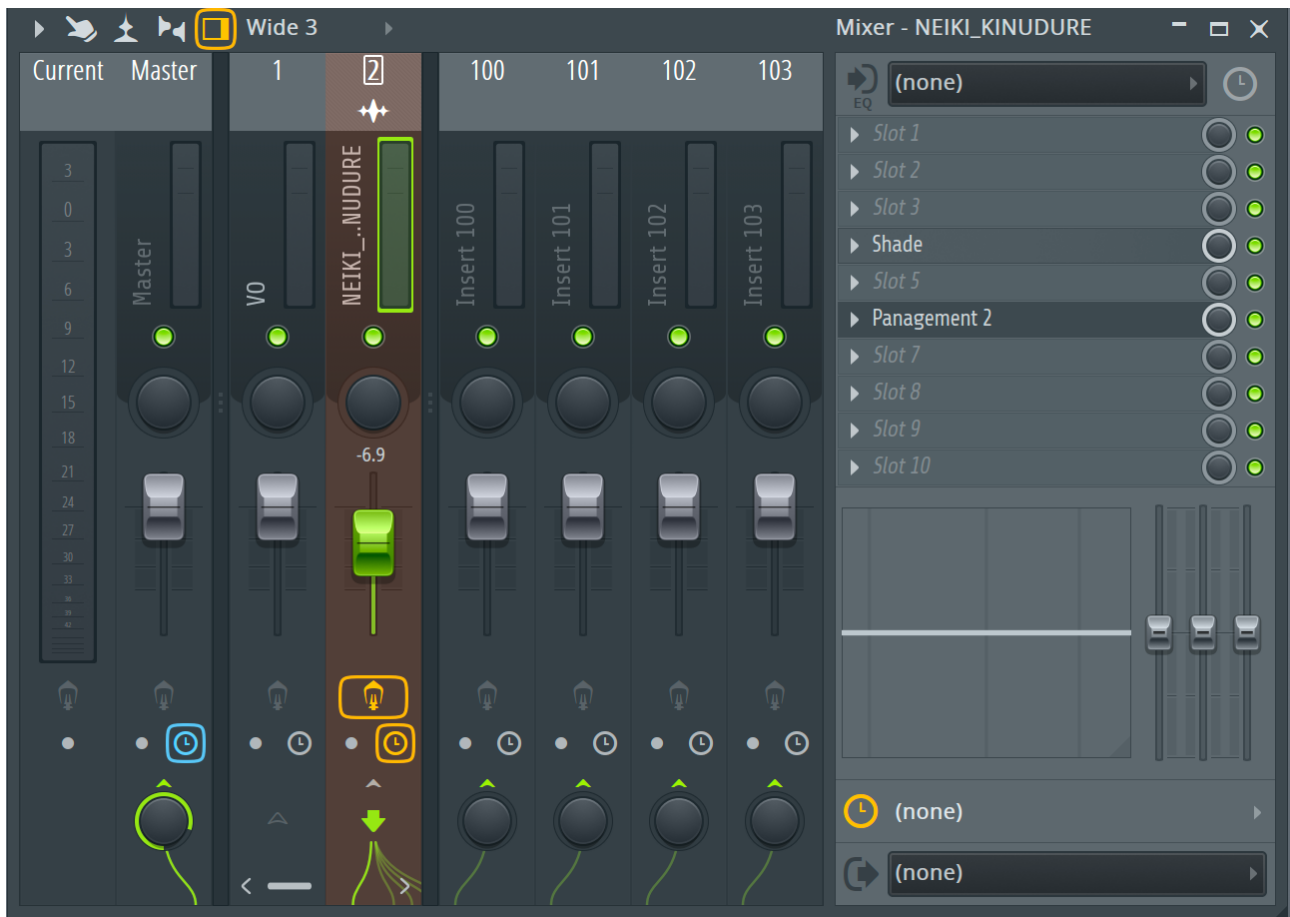 Wide 3
Mixer - NEIKI_KINUDURE
Current
Master
1
2
100
101
102
103
3
0
3
6
9
12
15
18
21
24
27
30
33
Master
VO
NEIKI_..NUDURE
Insert 100
Insert 101
Insert 102
Insert 103
-6.9
EQ
(none)
Slot 1
Slot 2
Slot 3
Shade
Slot 5
Panagement 2
Slot 7
Slot 8
Slot 9
Slot 10
(none)
(none)